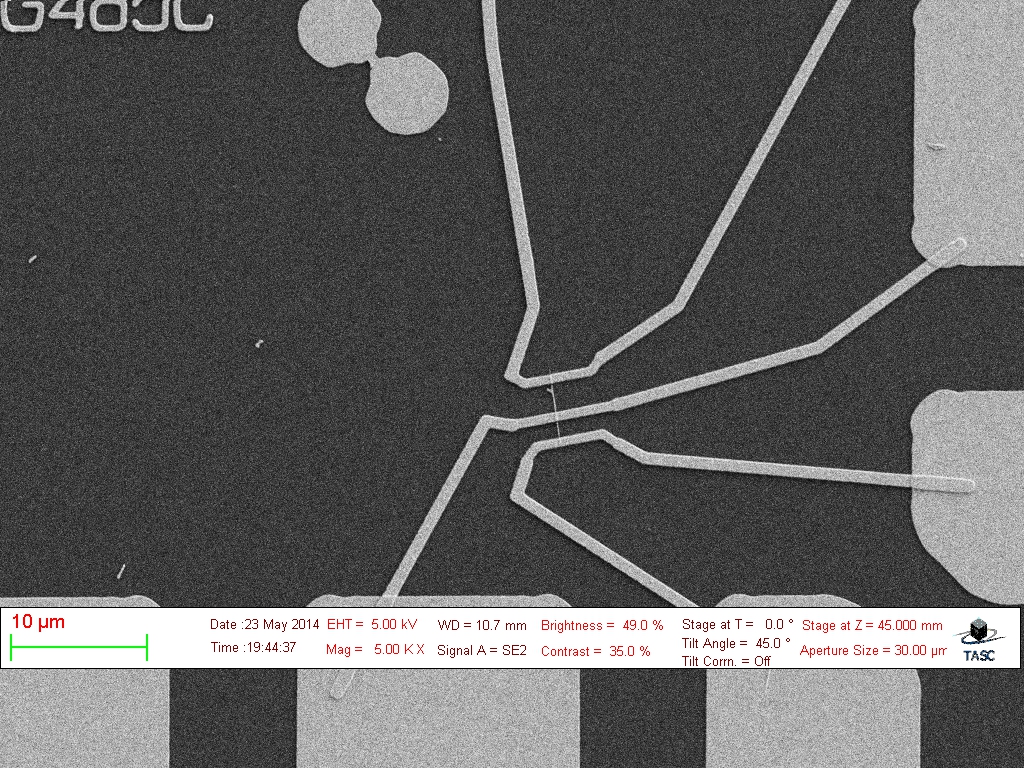 10 µm
Date :23 May 2014
Time :19:44:37
EHT = 5.00 kV
Mag = 5.00 K X
WD = 10.7 mm
Signal A = SE2
Brightness = 49.0 %
Contrast = 35.0 %
Stage at T = 0.0 °
Tilt Angle = 45.0 °
Tilt Corrn. = Off
Stage at Z = 45.000 mm
Aperture Size = 30.00 µm
TASC